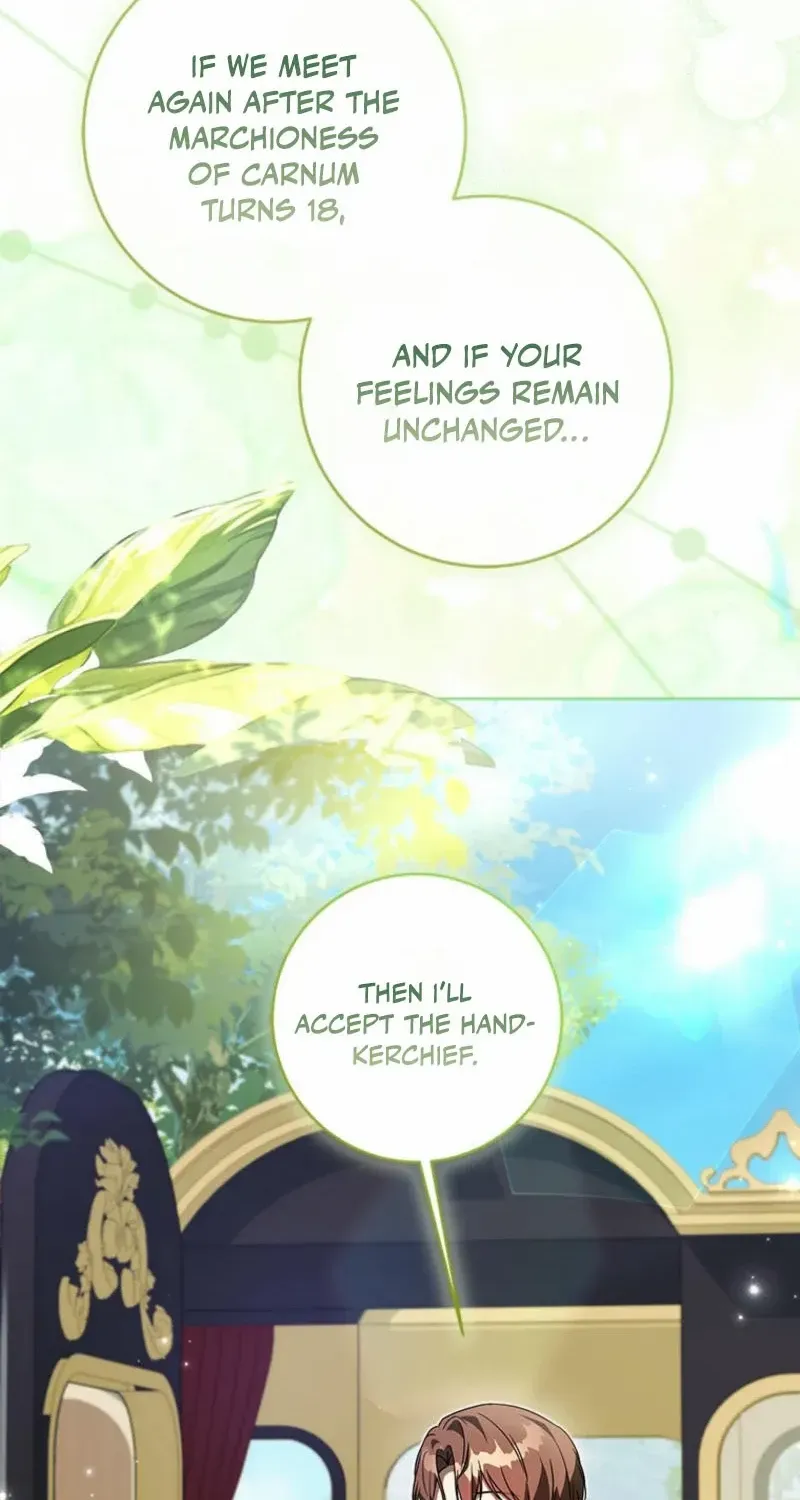 IF WE MEET
AGAIN AFTER THE
MARCHIONESS
OF CARNUM
TURNS 18,
AND IF YOUR
FEELINGS REMAIN
UNCHANGED...
THEN I'LL
ACCEPT THE HAND-
KERCHIEF.